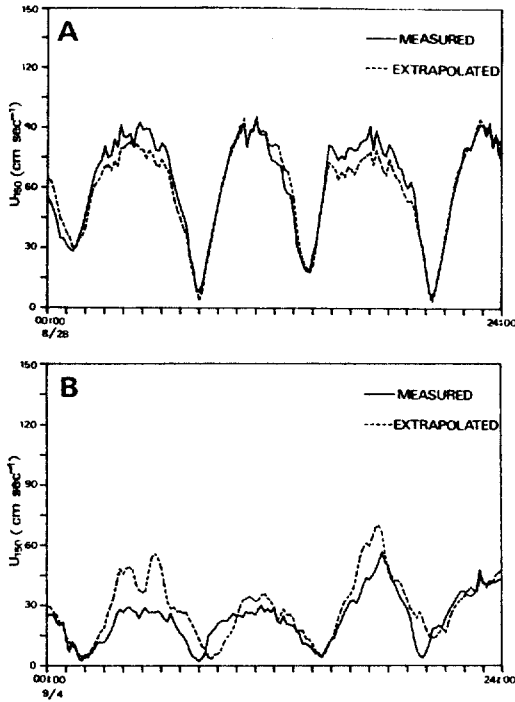 A
MEASURED
EXTRAPOLATED
U150 (cm sec⁻¹)
150
120
90
60
30
0
00:00
8/28
24:00
B
MEASURED
EXTRAPOLATED
U150 (cm sec⁻¹)
150
120
90
60
30
0
00:00
9/4
24:00